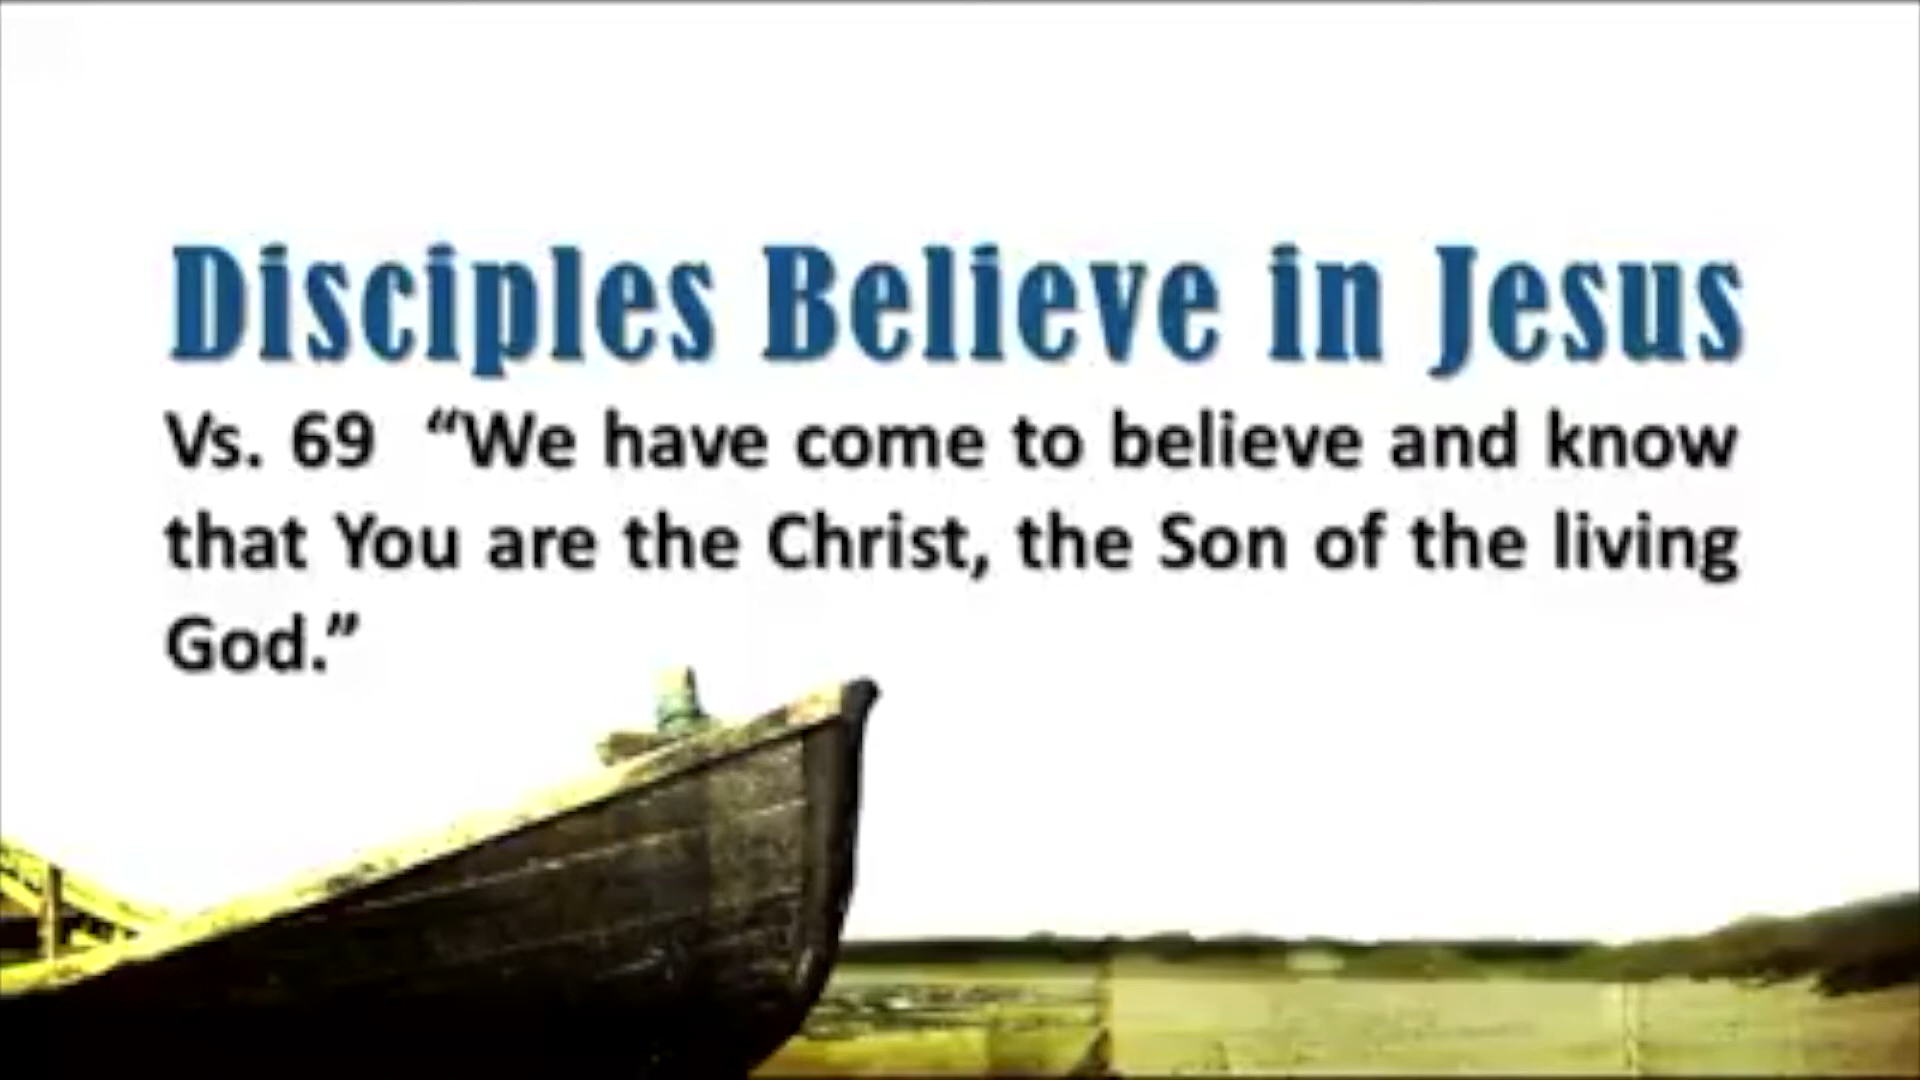 Disciples Believe in Jesus
Vs. 69 “We have come to believe and know
that You are the Christ, the Son of the living
God.”